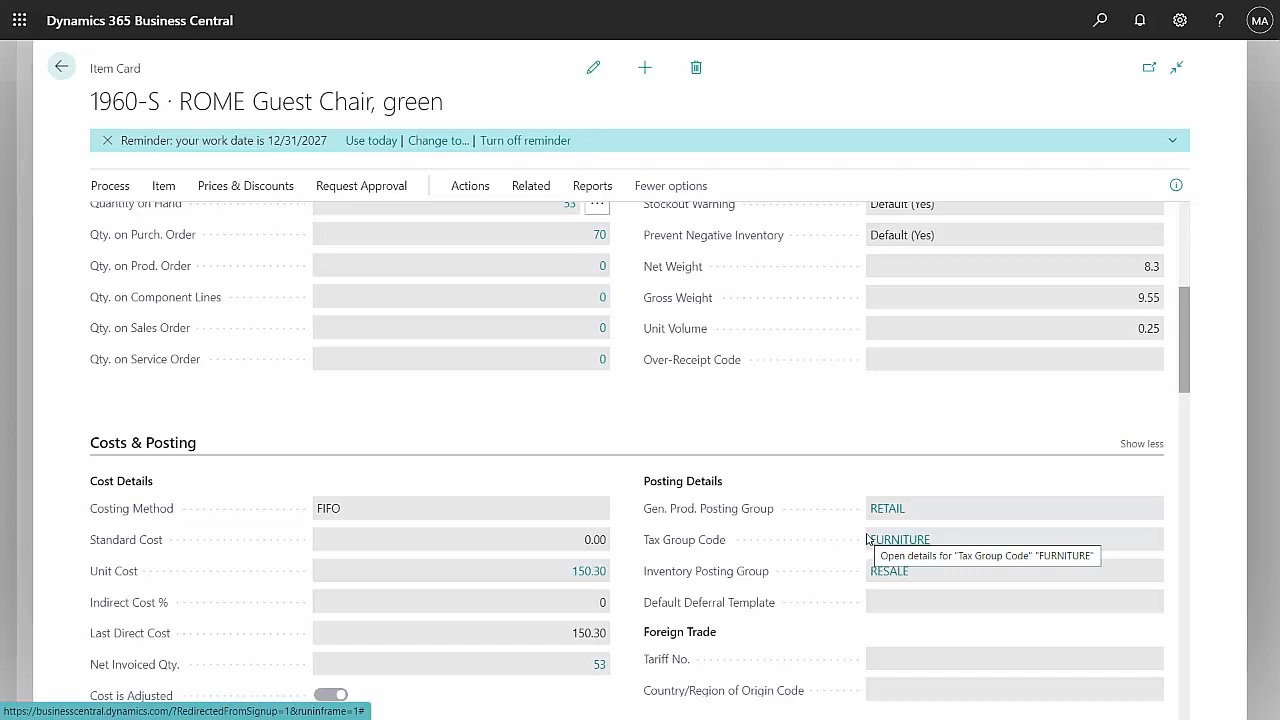 Dynamics 365 Business Central
MA
Item Card
1960-S · ROME Guest Chair, green
Reminder: your work date is 12/31/2027 Use today | Change to... | Turn off reminder
Process Item Prices & Discounts Request Approval Actions Related Reports Fewer options
Quantity on Hand 53 ...
Stockout Warning Default (Yes)
Qty. on Purch. Order 70
Prevent Negative Inventory Default (Yes)
Qty. on Prod. Order 0
Net Weight 8.3
Qty. on Component Lines 0
Gross Weight 9.55
Qty. on Sales Order 0
Unit Volume 0.25
Qty. on Service Order 0
Over-Receipt Code
Costs & Posting Show less
Cost Details
Posting Details
Costing Method FIFO
Gen. Prod. Posting Group RETAIL
Standard Cost 0.00
Tax Group Code FURNITURE
Open details for "Tax Group Code" "FURNITURE"
Unit Cost 150.30
Inventory Posting Group RESALE
Indirect Cost % 0
Default Deferral Template
Last Direct Cost 150.30
Foreign Trade
Net Invoiced Qty. 53
Tariff No.
Cost is Adjusted
Country/Region of Origin Code
https://businesscentral.dynamics.com/?RedirectedFromSignup=1&runinframe=1#